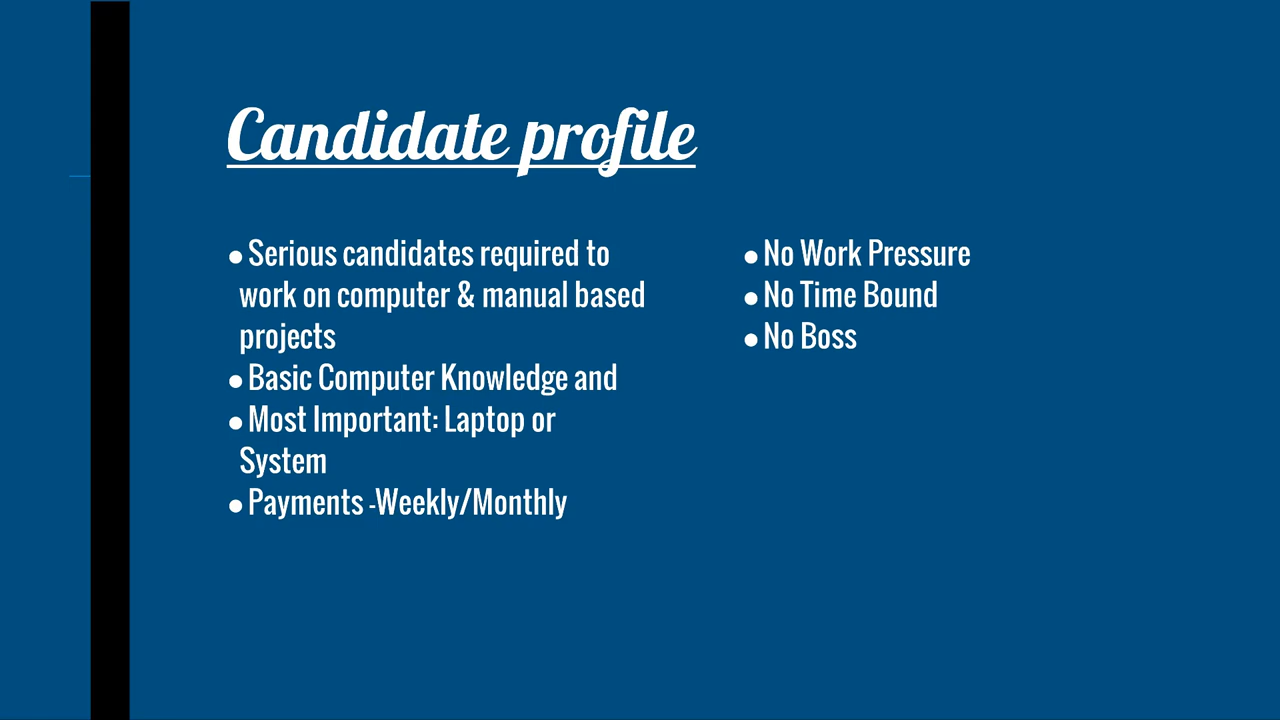 Candidate profile
●Serious candidates required to
work on computer & manual based
projects
●Basic Computer Knowledge and
●Most Important: Laptop or
System
●Payments -Weekly/Monthly
●No Work Pressure
●No Time Bound
●No Boss